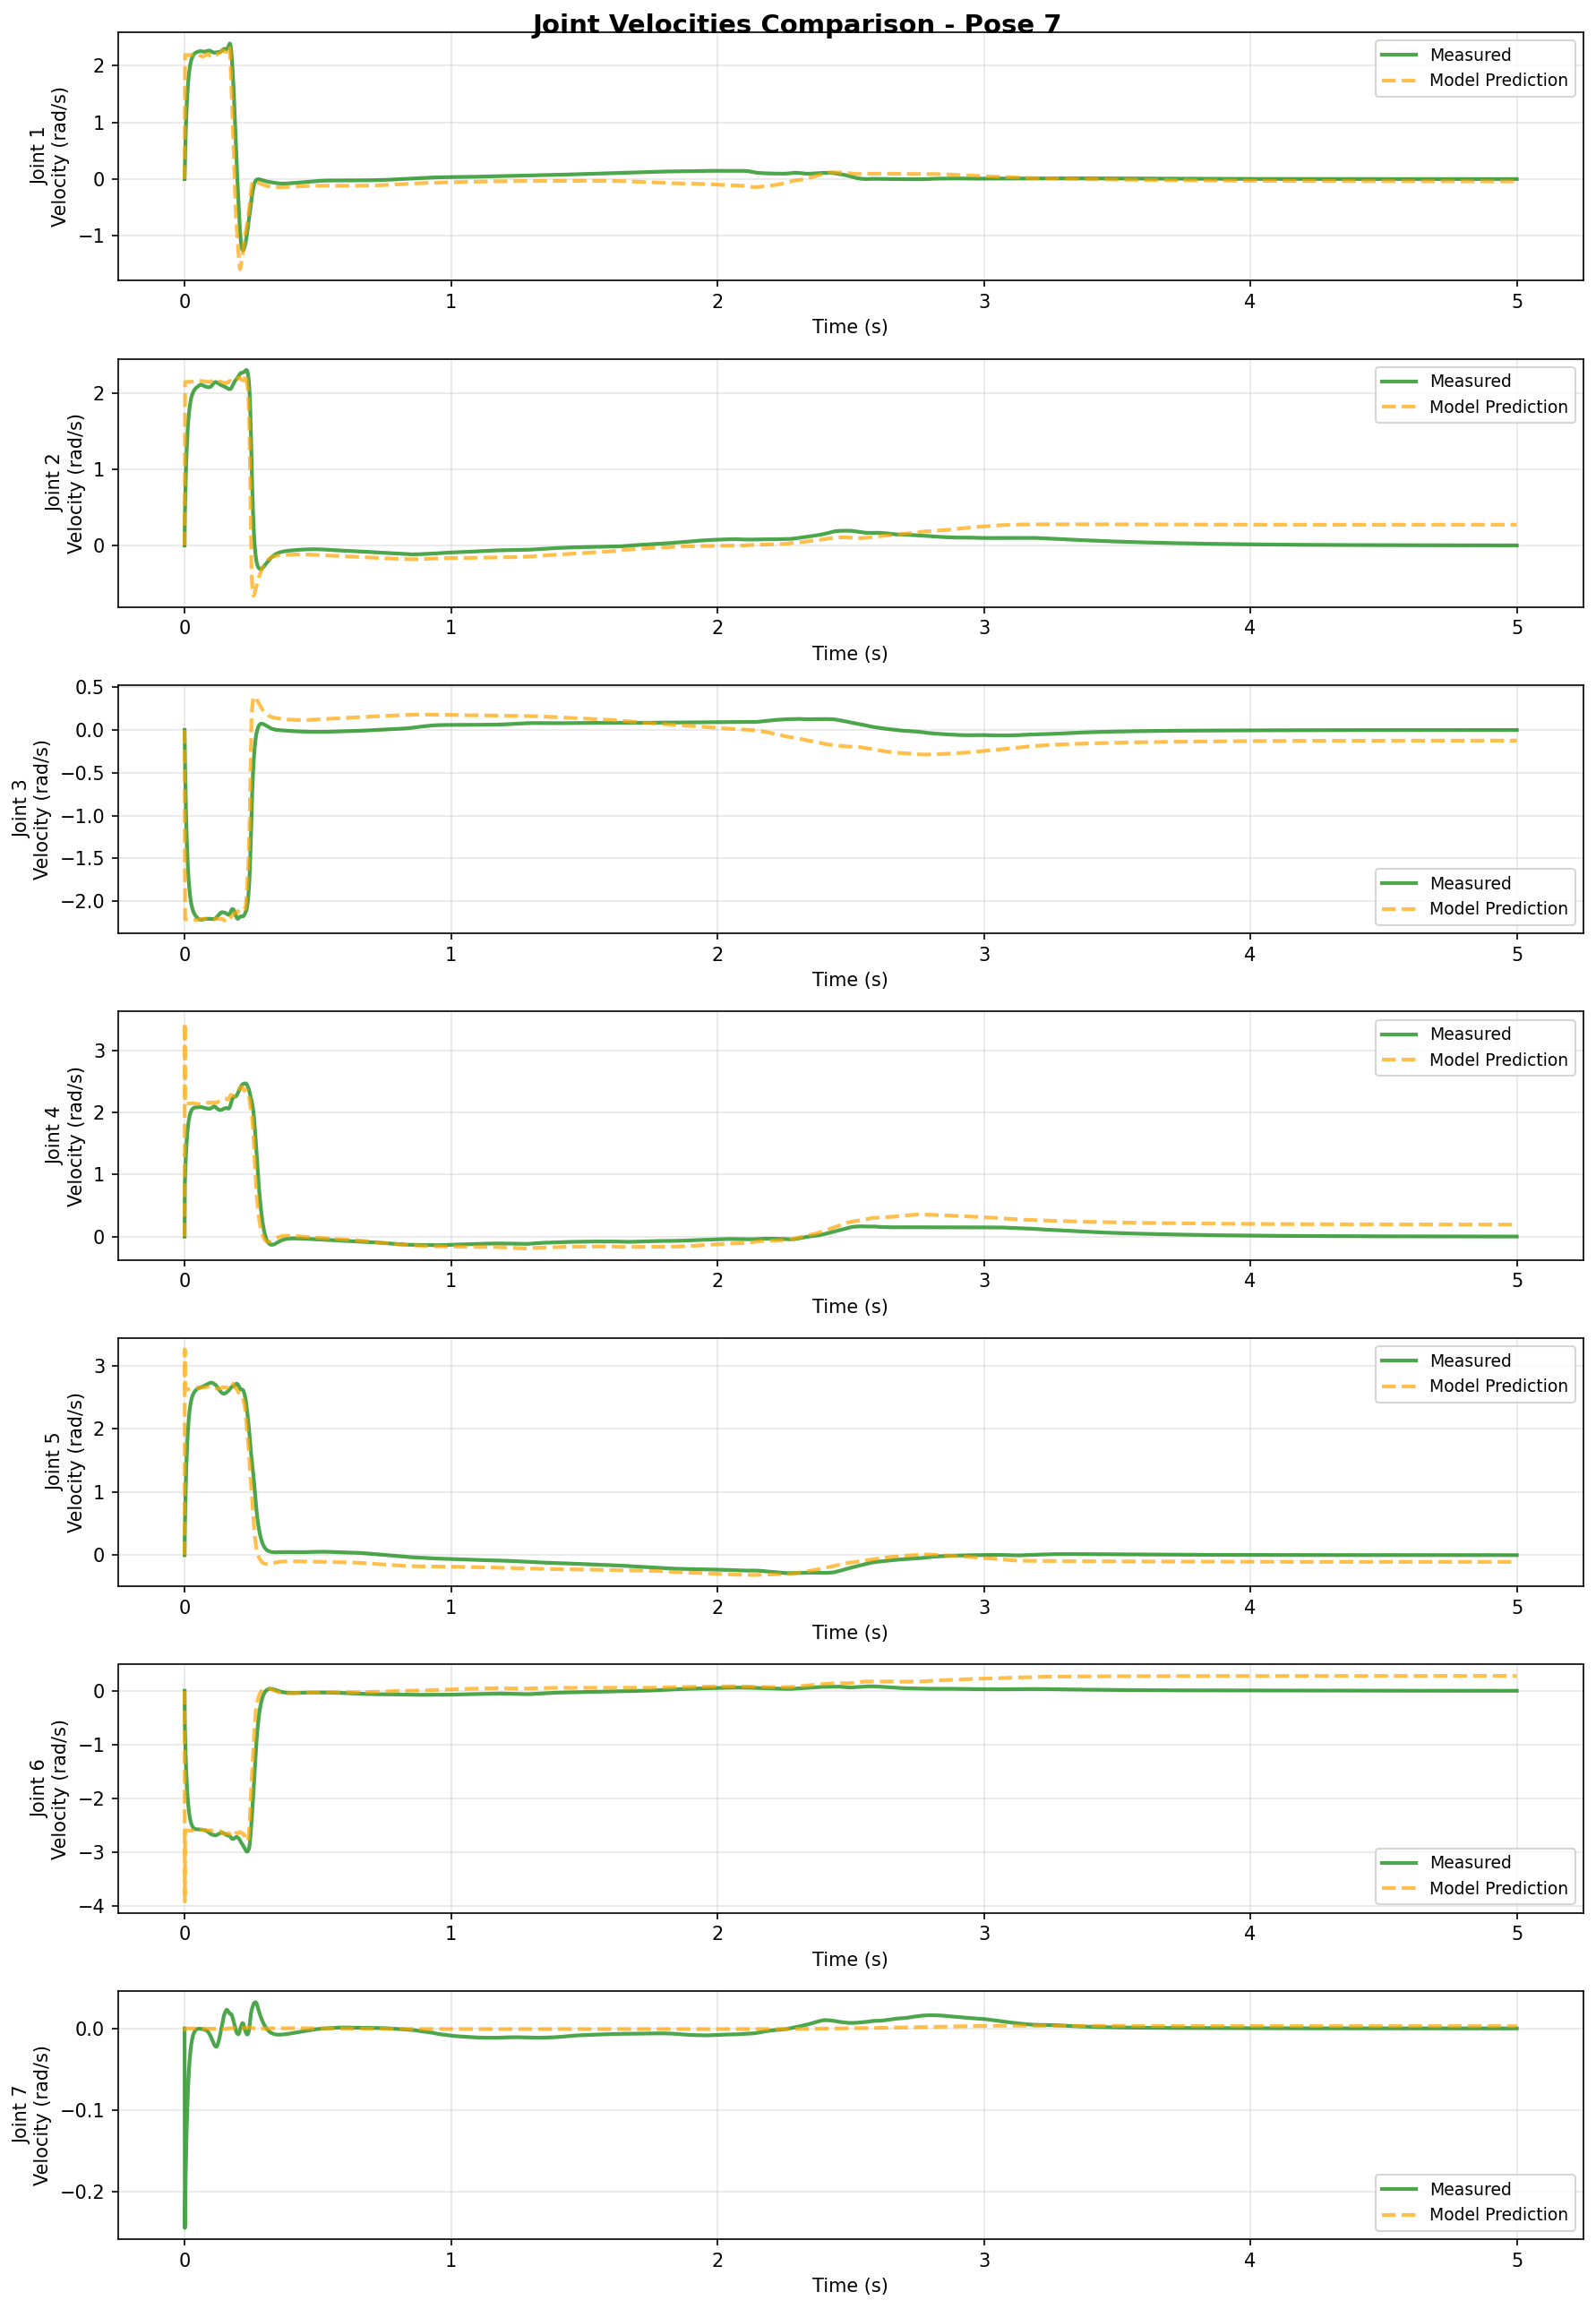 Joint Velocities Comparison - Pose 7
Joint 1
Velocity (rad/s)
2
1
0
−1
Measured
Model Prediction
0 1 2 3 4 5
Time (s)
Joint 2
Velocity (rad/s)
2
1
0
Measured
Model Prediction
0 1 2 3 4 5
Time (s)
Joint 3
Velocity (rad/s)
0.5
0.0
−0.5
−1.0
−1.5
−2.0
Measured
Model Prediction
0 1 2 3 4 5
Time (s)
Joint 4
Velocity (rad/s)
3
2
1
0
Measured
Model Prediction
0 1 2 3 4 5
Time (s)
Joint 5
Velocity (rad/s)
3
2
1
0
Measured
Model Prediction
0 1 2 3 4 5
Time (s)
Joint 6
Velocity (rad/s)
0
−1
−2
−3
−4
Measured
Model Prediction
0 1 2 3 4 5
Time (s)
Joint 7
Velocity (rad/s)
0.0
−0.1
−0.2
Measured
Model Prediction
0 1 2 3 4 5
Time (s)